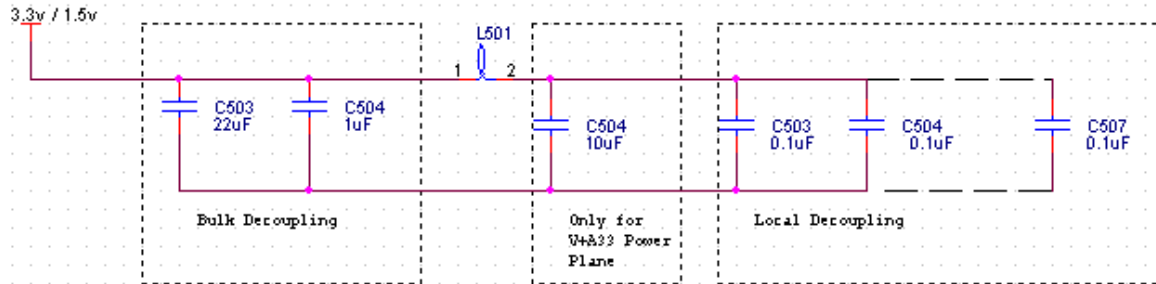 3.3v / 1.5v
L501
1 2
C503
22uF
C504
1uF
C504
10uF
C503
0.1uF
C504
0.1uF
C507
0.1uF
Bulk Decoupling
Only for
V+A33 Power
Plane
Local Decoupling